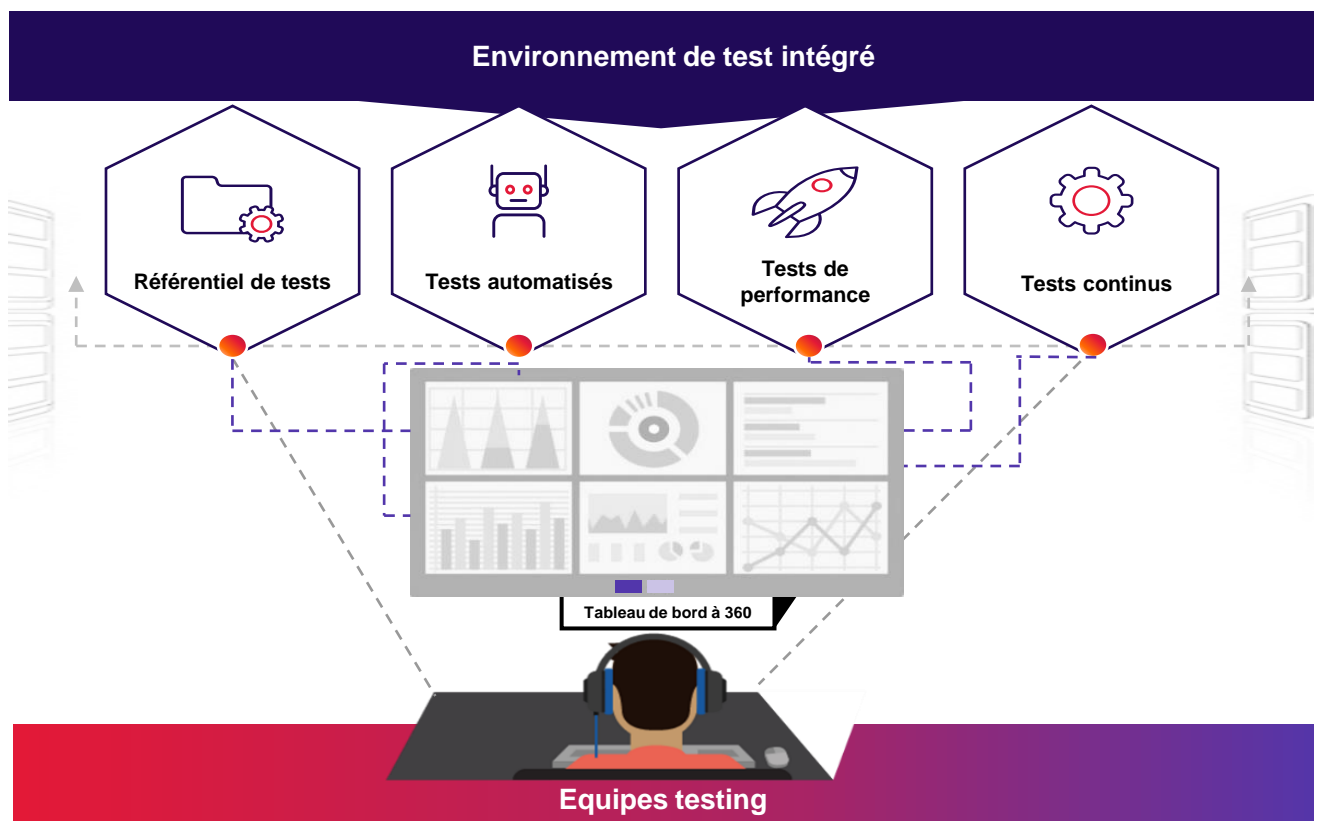 Environnement de test intégré
Référentiel de tests
Tests automatisés
Tests de
performance
Tests continus
Tableau de bord à 360
Equipes testing